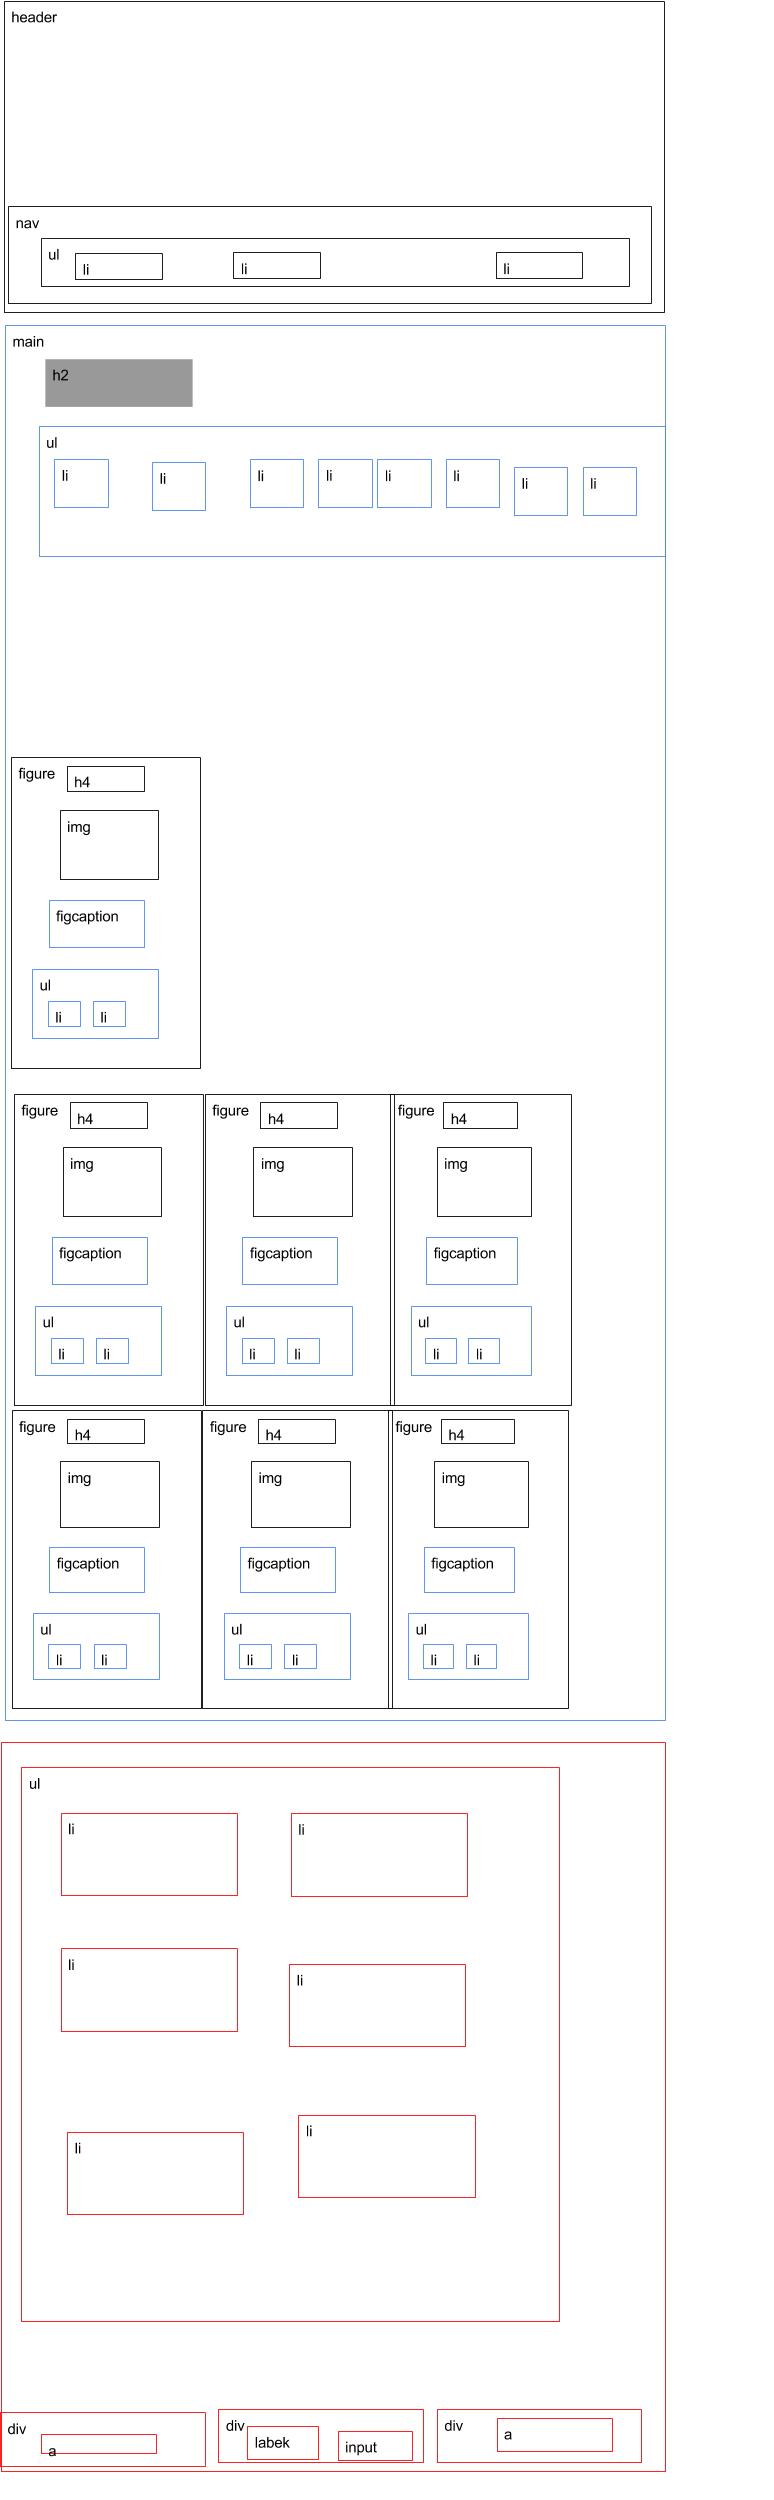 header
nav
ul
li li li
main
h2
ul
li li li li li li li li
figure h4
img
figcaption
ul
li li
figure h4 figure h4 figure h4
img img img
figcaption figcaption figcaption
ul ul ul
li li li li li li
figure h4 figure h4 figure h4
img img img
figcaption figcaption figcaption
ul ul ul
li li li li li li
ul
li li
li li
li li
div a
div labek input
div a